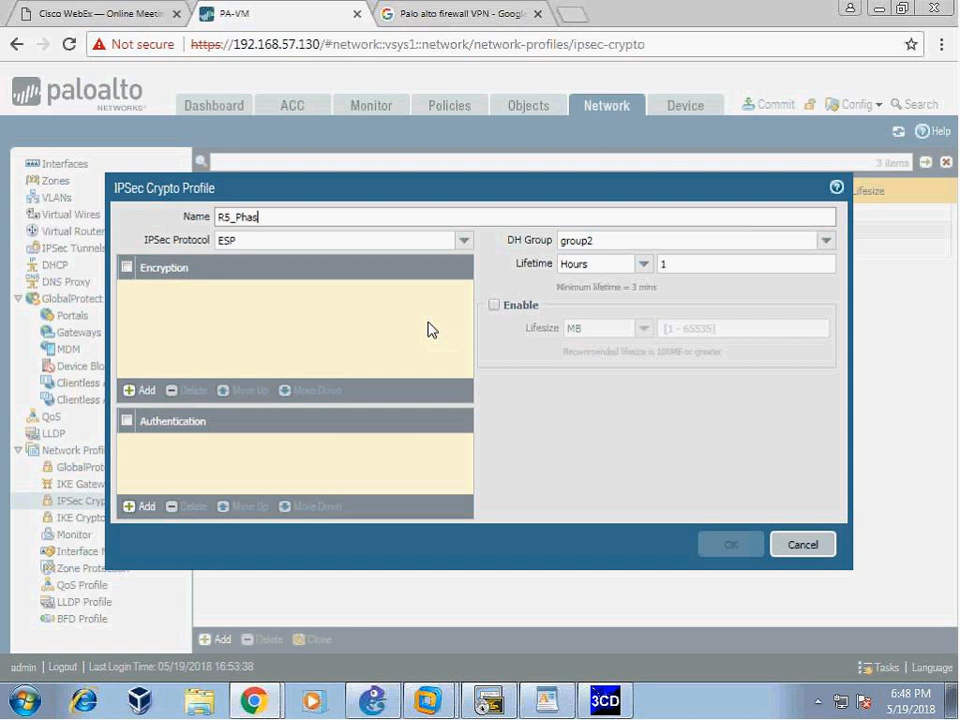 Cisco WebEx — Online Meetin
PA-VM
Palo alto firewall VPN - Googl
Not secure
https://192.168.57.130/#network::vsys1::network/network-profiles/ipsec-crypto
paloalto
NETWORKS
Dashboard
ACC
Monitor
Policies
Objects
Network
Device
Commit
Config
Search
Help
Interfaces
Zones
VLANs
Virtual Wires
Virtual Router
IPSec Tunnels
DHCP
DNS Proxy
GlobalProtect
Portals
Gateways
MDM
Device Blo
Clientless
Clientless
QoS
LLDP
Network Profi
GlobalProt
IKE Gatew
IPSec Cryp
IKE Crypto
Monitor
Interface M
Zone Protectio
QoS Profile
LLDP Profile
BFD Profile
3 items
Lifesize
IPSec Crypto Profile
Name R5_Phas
IPSec Protocol ESP
Encryption
Add Delete Move Up Move Down
Authentication
Add Delete Move Up Move Down
DH Group group2
Lifetime Hours 1
Minimum lifetime = 3 mins
Enable
Lifesize MB [1 - 65535]
Recommended lifesize is 100MB or greater
OK
Cancel
Add Delete Clone
admin | Logout | Last Login Time: 05/19/2018 16:53:38
Tasks | Language
3CD
6:48 PM
5/19/2018